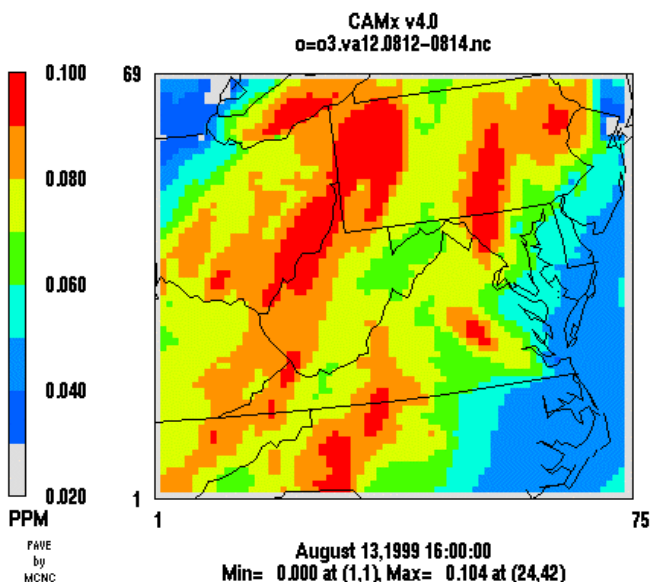 CAMx v4.0
o=o3.va12.0812-0814.nc
0.100
0.080
0.060
0.040
0.020
PPM
PAVE
by
MCNC
69
1
1
75
August 13,1999 16:00:00
Min= 0.000 at (1,1), Max= 0.104 at (24,42)